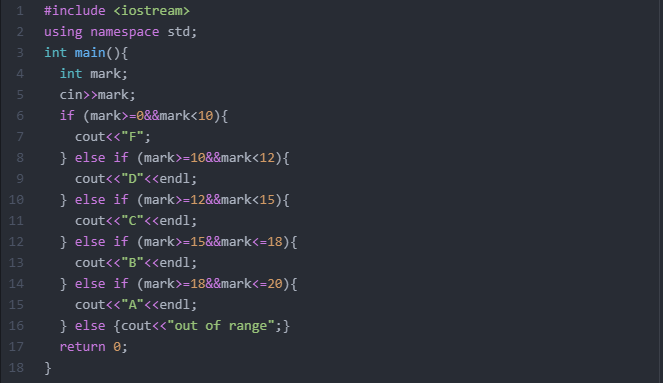 1 #include <iostream>
2 using namespace std;
3 int main(){
4   int mark;
5   cin>>mark;
6   if (mark>=0&&mark<10){
7     cout<<"F";
8   } else if (mark>=10&&mark<12){
9     cout<<"D"<<endl;
10   } else if (mark>=12&&mark<15){
11     cout<<"C"<<endl;
12   } else if (mark>=15&&mark<=18){
13     cout<<"B"<<endl;
14   } else if (mark>=18&&mark<=20){
15     cout<<"A"<<endl;
16   } else {cout<<"out of range";}
17   return 0;
18 }